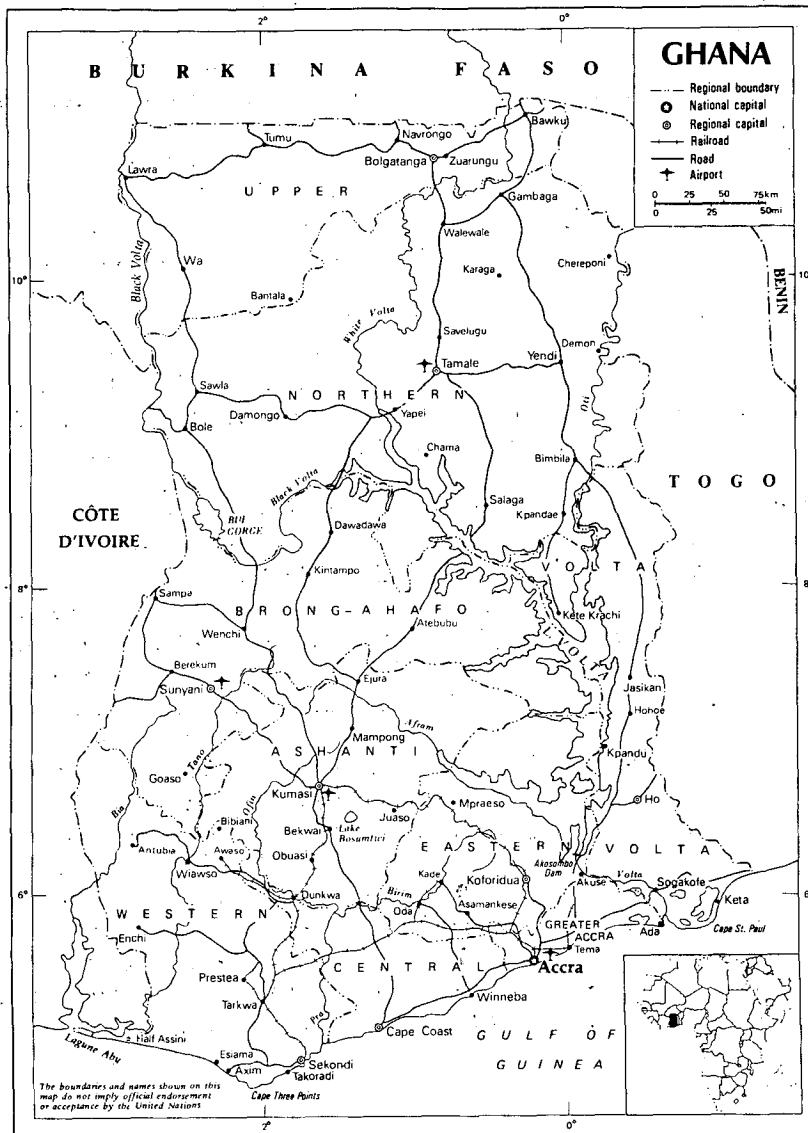 2°
0°
BURKINA FASO
GHANA
Regional boundary
National capital
Regional capital
Railroad
Road
Airport
0 25 50 75km
0 25 50mi
Bawku
Navrongo
Tumu
Bolgatanga
Zuarungu
Lawra
UPPER
Gambaga
Walewale
Black Volta
Wa
Karaga
Chereponi
10°
10°
BENIN
Bantala
White Volta
Savelugu
Demon
Tamale
Yendi
Sawla
NORTHERN
Oti
Damongo
Yapei
Bole
Chama
Bimbila
TOGO
Black Volta
Salaga
CÔTE
D'IVOIRE
BUI
GORGE
Kpandae
Dawadawa
VOLTA
Kintampo
8°
8°
Sampa
BRONG-AHAFO
Kete Krachi
Atebubu
Wenchi
L. VOLTA
Berekum
Ejura
Jasikan
Sunyani
Hohoe
Afram
Mampong
Kpandu
ASHANTI
Tano
Goaso
Kumasi
Ho
Mpraeso
Bia
Ofin
Juaso
Bibiani
Bekwai
Lake
Bosumtwi
EASTERN
VOLTA
Antubia
Awaso
Obuasi
Akosombo
Dam
Kade
Koforidua
Wiawso
Akuse
Volta
Sogakofe
6°
6°
Dunkwa
Birim
Asamankese
Keta
Oda
WESTERN
GREATER
ACCRA
Ada
Cape St. Paul
Enchi
Tema
CENTRAL
Accra
Prestea
Winneba
Tarkwa
Pra
Cape Coast
GULF OF
GUINEA
Half Assini
Lagune Aby
Esiama
Sekondi
Axim
Takoradi
Cape Three Points
The boundaries and names shown on this
map do not imply official endorsement
or acceptance by the United Nations
2°
0°